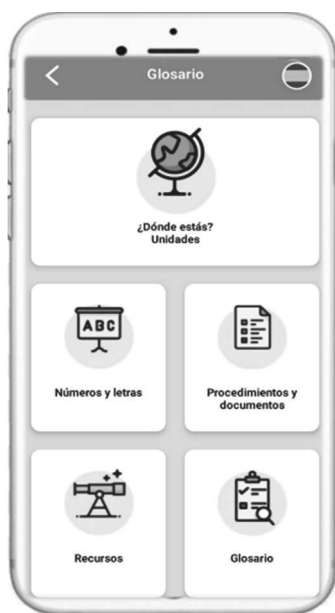 Glosario
¿Dónde estás?
Unidades
ABC
Números y letras
Procedimientos y
documentos
Recursos
Glosario